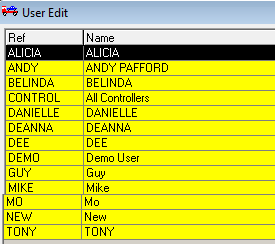 User Edit
Ref Name
ALICIA ALICIA
ANDY ANDY PAFFORD
BELINDA BELINDA
CONTROL All Controllers
DANIELLE DANIELLE
DEANNA DEANNA
DEE DEE
DEMO Demo User
GUY Guy
MIKE Mike
MO Mo
NEW New
TONY TONY